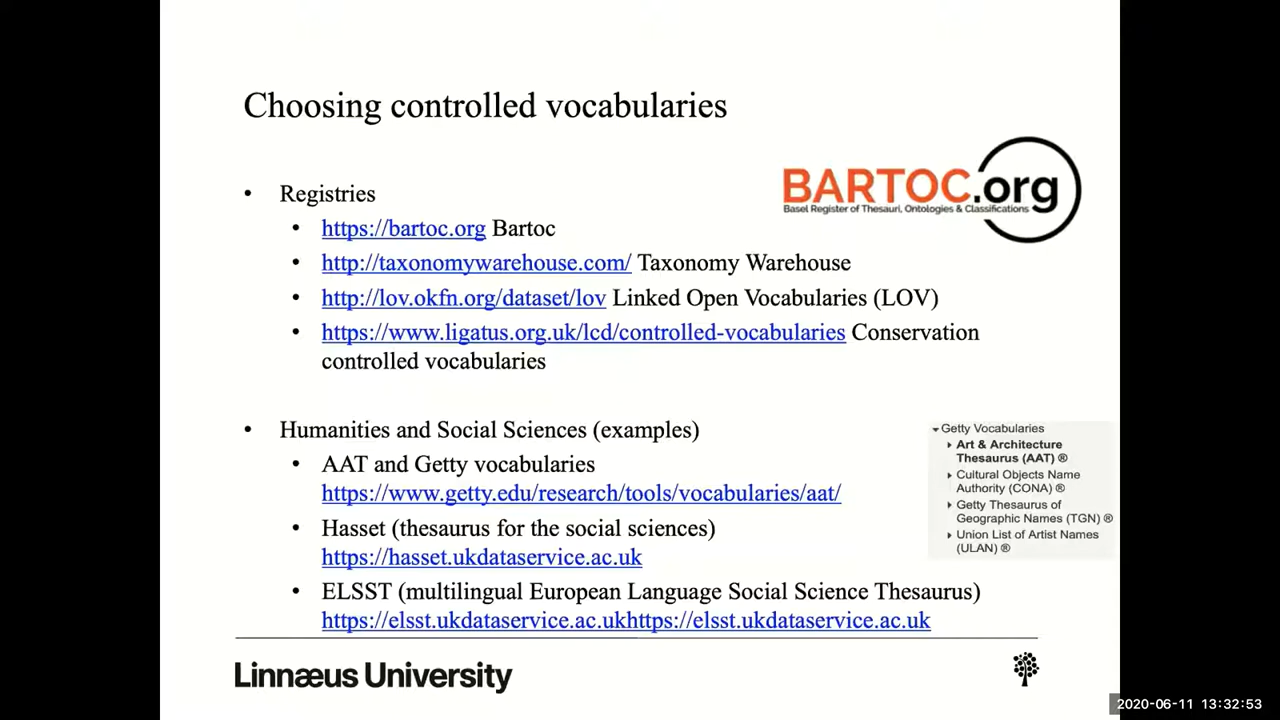 Choosing controlled vocabularies
BARTOC.org
Basel Register of Thesauri, Ontologies & Classifications
• Registries
• https://bartoc.org Bartoc
• http://taxonomywarehouse.com/ Taxonomy Warehouse
• http://lov.okfn.org/dataset/lov Linked Open Vocabularies (LOV)
• https://www.ligatus.org.uk/lcd/controlled-vocabularies Conservation
controlled vocabularies
• Humanities and Social Sciences (examples)
• AAT and Getty vocabularies
https://www.getty.edu/research/tools/vocabularies/aat/
• Hasset (thesaurus for the social sciences)
https://hasset.ukdataservice.ac.uk
• ELSST (multilingual European Language Social Science Thesaurus)
https://elsst.ukdataservice.ac.ukhttps://elsst.ukdataservice.ac.uk
Getty Vocabularies
Art & Architecture
Thesaurus (AAT) ®
Cultural Objects Name
Authority (CONA) ®
Getty Thesaurus of
Geographic Names (TGN) ®
Union List of Artist Names
(ULAN) ®
Linnæus University
2020-06-11 13:32:53